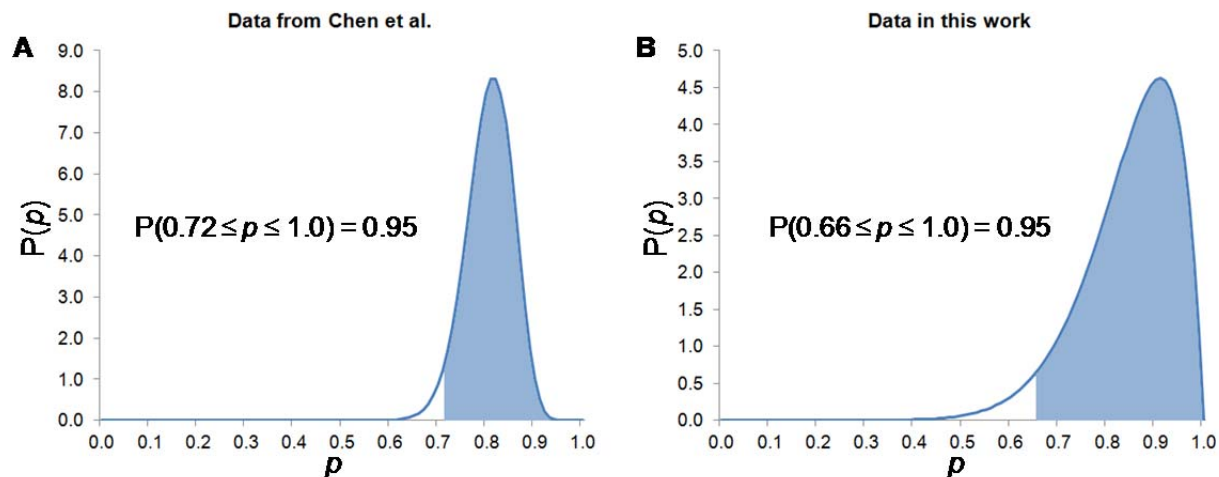 Data from Chen et al.
A
9.0
8.0
7.0
6.0
5.0
4.0
3.0
2.0
1.0
0.0
P(p)
P(0.72 ≤ p ≤ 1.0) = 0.95
0.0 0.1 0.2 0.3 0.4 0.5 0.6 0.7 0.8 0.9 1.0
p
Data in this work
B
5.0
4.5
4.0
3.5
3.0
2.5
2.0
1.5
1.0
0.5
0.0
P(p)
P(0.66 ≤ p ≤ 1.0) = 0.95
0.0 0.1 0.2 0.3 0.4 0.5 0.6 0.7 0.8 0.9 1.0
p